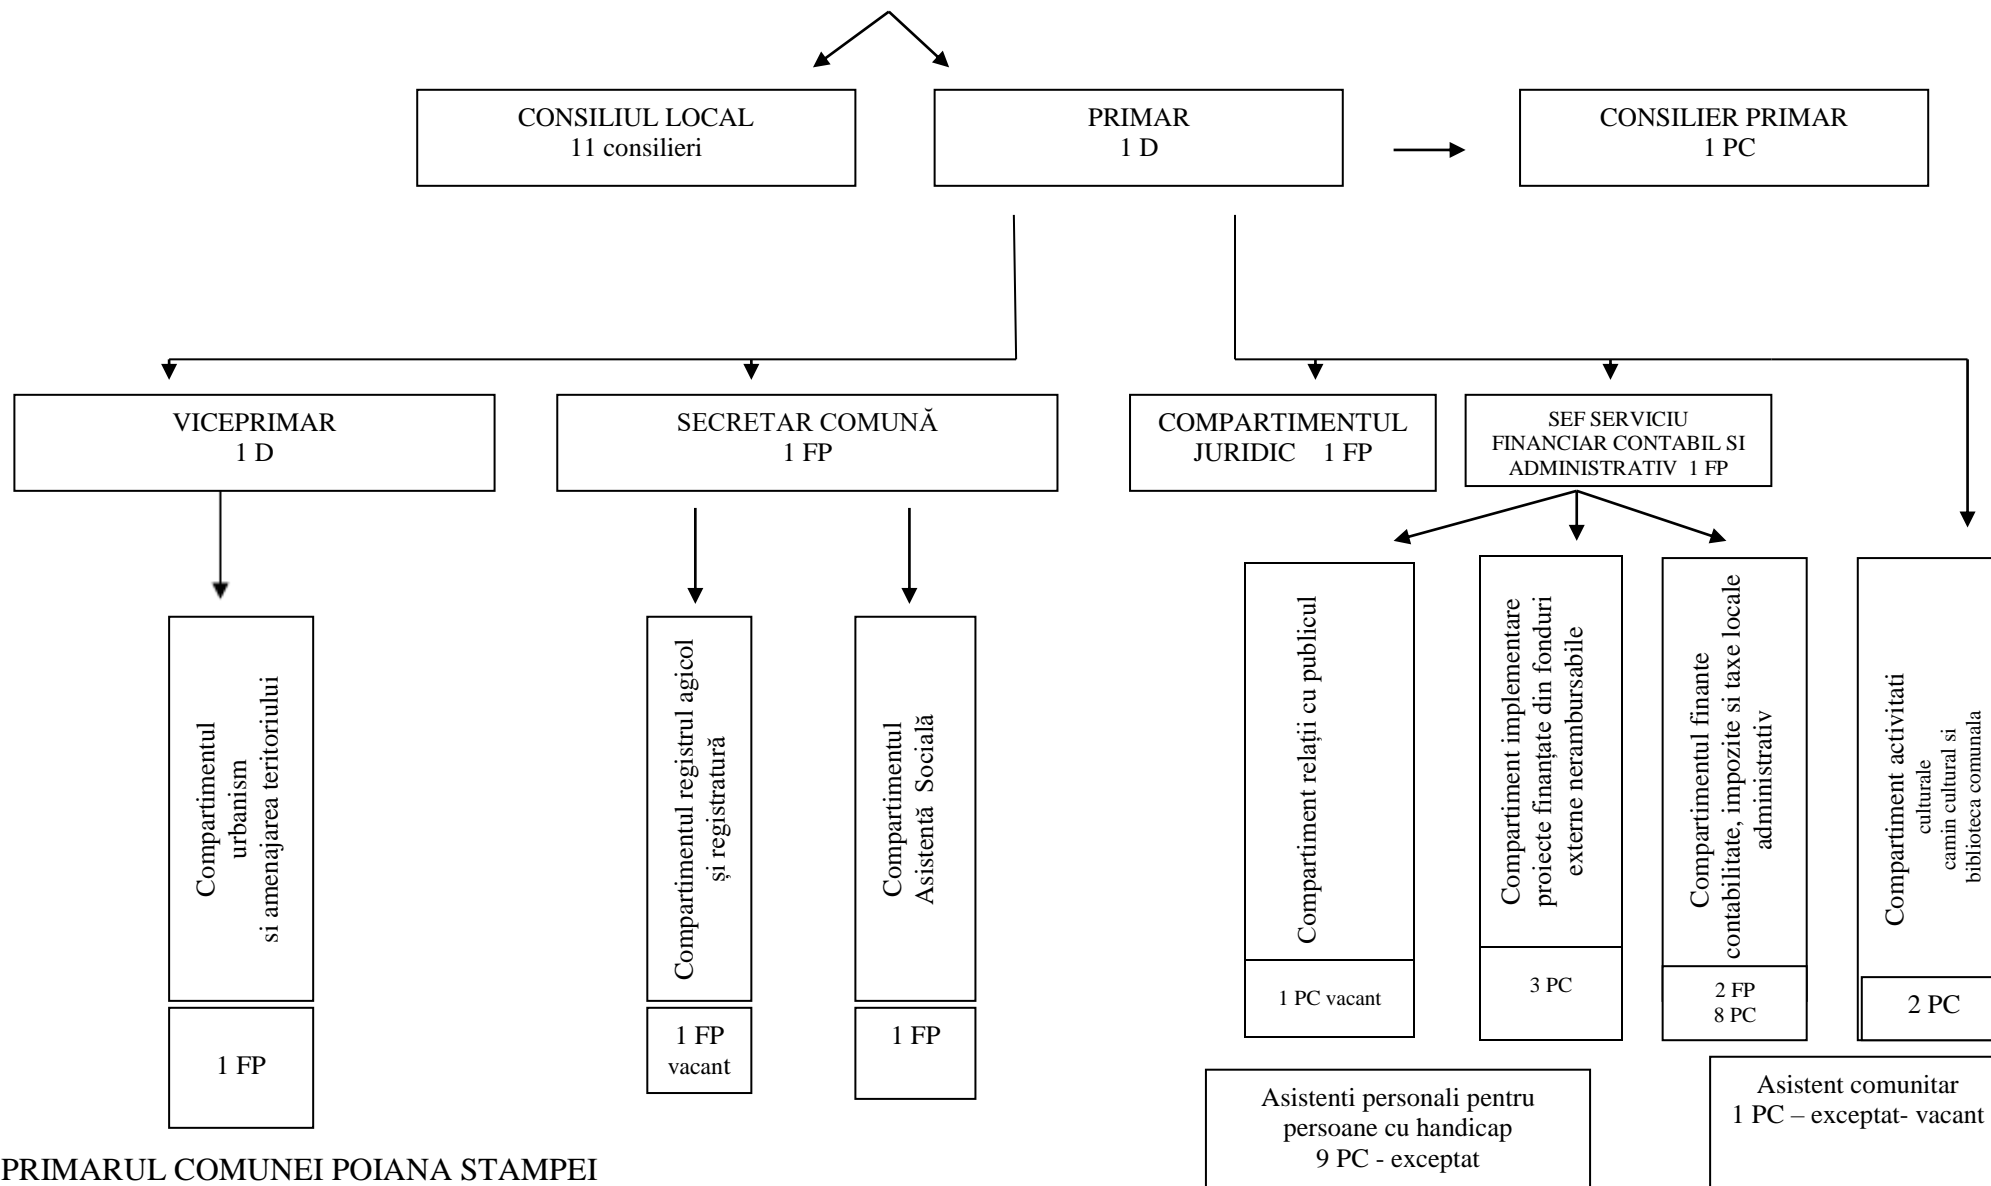 CONSILIUL LOCAL
11 consilieri
PRIMAR
1 D
CONSILIER PRIMAR
1 PC
VICEPRIMAR
1 D
SECRETAR COMUNĂ
1 FP
COMPARTIMENTUL
JURIDIC 1 FP
SEF SERVICIU
FINANCIAR CONTABIL SI
ADMINISTRATIV 1 FP
Compartimentul
urbanism
si amenajarea teritoriului
1 FP
Compartimentul registrul agicol
și registratură
1 FP
vacant
Compartimentul
Asistentă Socială
1 FP
Compartiment relații cu publicul
1 PC vacant
Compartiment implementare
proiecte finanțate din fonduri
externe nerambursabile
3 PC
Compartimentul finante
contabilitate, impozite si taxe locale
administrativ
2 FP
8 PC
Compartiment activitati
culturale
camin cultural si
biblioteca comunala
2 PC
Asistenti personali pentru
persoane cu handicap
9 PC - exceptat
Asistent comunitar
1 PC – exceptat- vacant
PRIMARUL COMUNEI POIANA STAMPEI